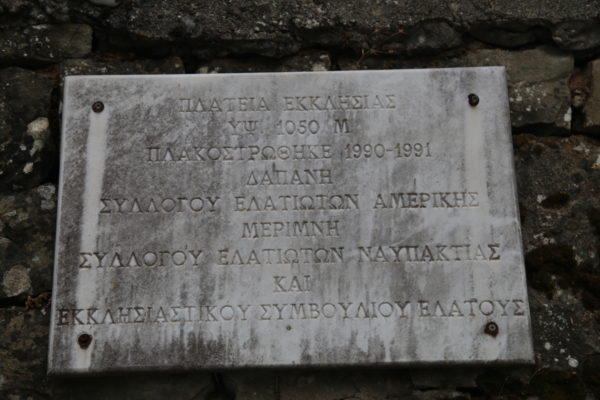 ΠΛΑΤΕΙΑ ΕΚΚΛΗΣΙΑΣ
ΥΨ 1050 Μ
ΠΛΑΚΟΣΤΡΩΘΗΚΕ 1990-1991
ΔΑΠΑΝΗ
ΣΥΛΛΟΓΟΥ ΕΛΑΤΙΩΤΩΝ ΑΜΕΡΙΚΗΣ
ΜΕΡΙΜΝΗ
ΣΥΛΛΟΓΟΥ ΕΛΑΤΙΩΤΩΝ ΝΑΥΠΑΚΤΙΑΣ
ΚΑΙ
ΕΚΚΛΗΣΙΑΣΤΙΚΟΥ ΣΥΜΒΟΥΛΙΟΥ ΕΛΑΤΟΥΣ